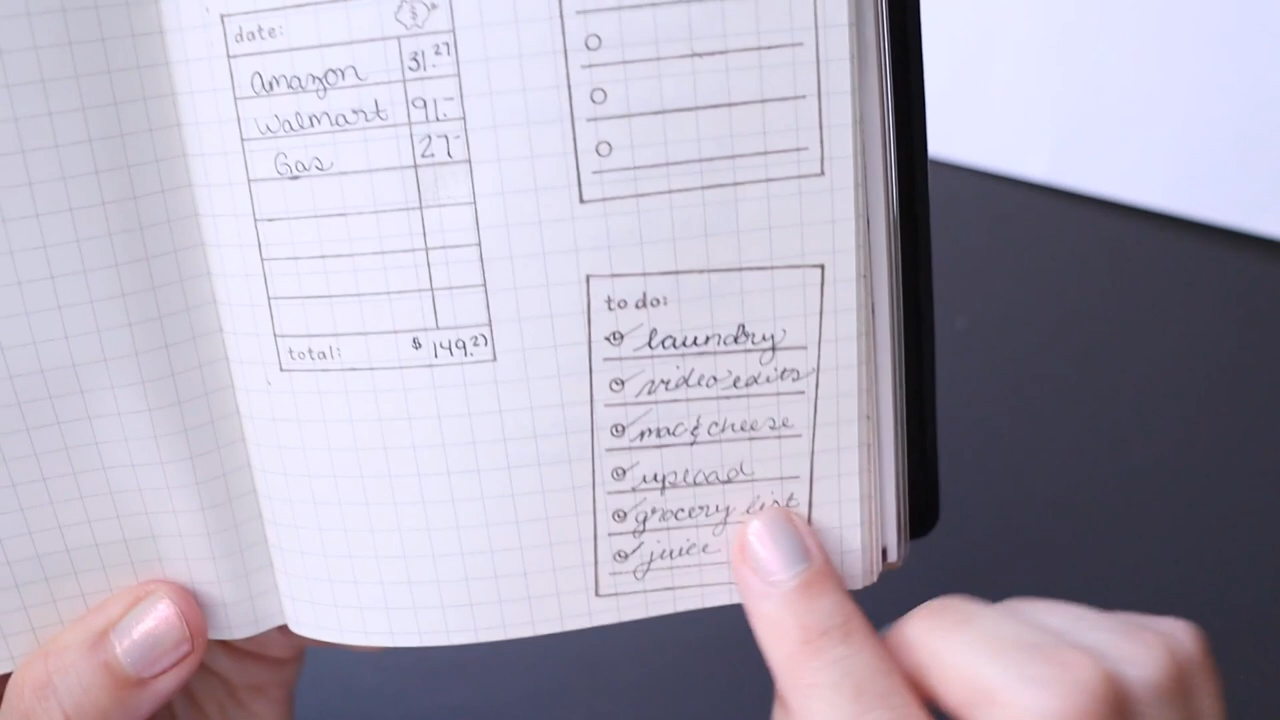 date: $
amazon 31.27
Walmart 91.-
Gas 27-
total: $ 149.27
to do:
laundry
video edits
mac & cheese
upload
grocery list
juice